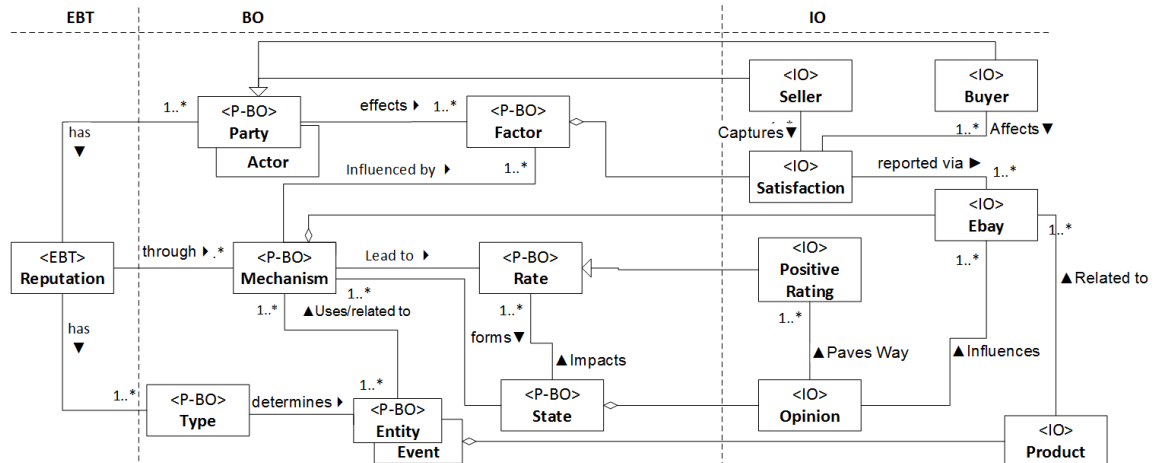 EBT
BO
IO
<IO>
Seller
<IO>
Buyer
<P-BO>
Party
Actor
1..*
effects ▶ 1..*
<P-BO>
Factor
has
▼
Captures▼
1..*
Affects▼
Influenced by ▶
1..*
<IO>
Satisfaction
reported via ▶
1..*
<IO>
Ebay
1..*
<EBT>
Reputation
through ▶ .*
<P-BO>
Mechanism
Lead to ▶
<P-BO>
Rate
<IO>
Positive
Rating
1..*
▲Related to
1..*
1..*
▲Uses/related to
1..*
1..*
has
▼
forms▼
▲Impacts
▲Paves Way
▲Influences
1..*
<P-BO>
Type
determines ▶
1..*
<P-BO>
Entity
Event
<P-BO>
State
<IO>
Opinion
<IO>
Product